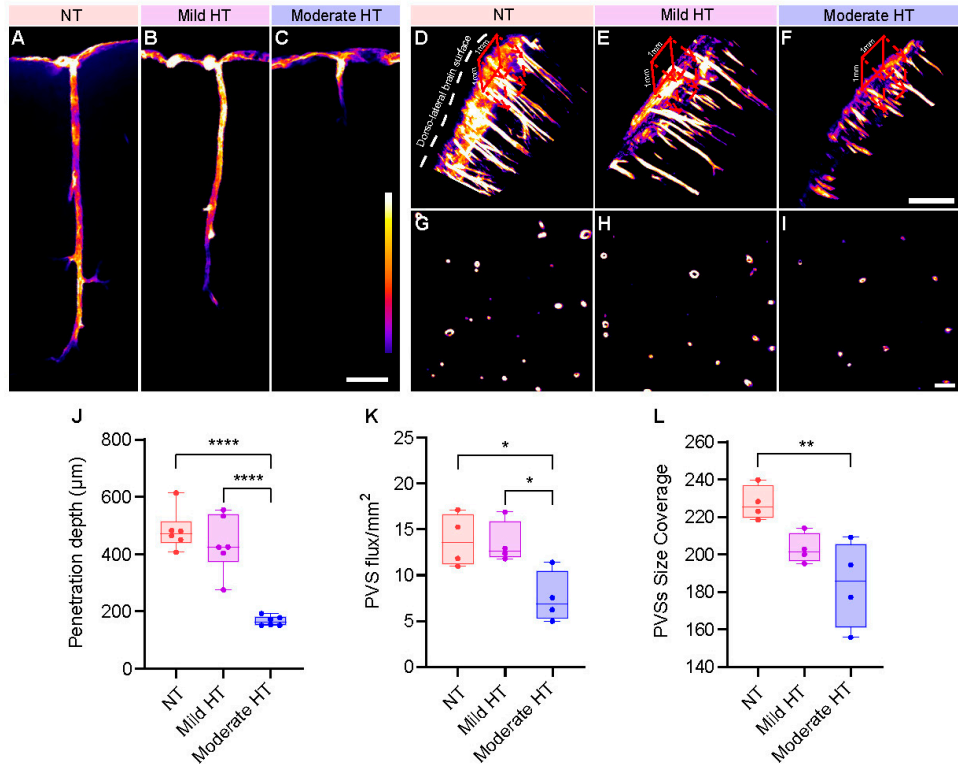 NT
Mild HT
Moderate HT
NT
Mild HT
Moderate HT
A
B
C
D
E
F
Dorso-lateral brain surface
1mm
1mm
1mm
1mm
1mm
1mm
G
H
I
J
K
L
Penetration depth (µm)
800
600
400
200
0
****
****
NT
Mild HT
Moderate HT
PVS flux/mm²
25
20
15
10
5
0
*
*
NT
Mild HT
Moderate HT
PVSs Size Coverage
260
240
220
200
180
160
140
**
NT
Mild HT
Moderate HT